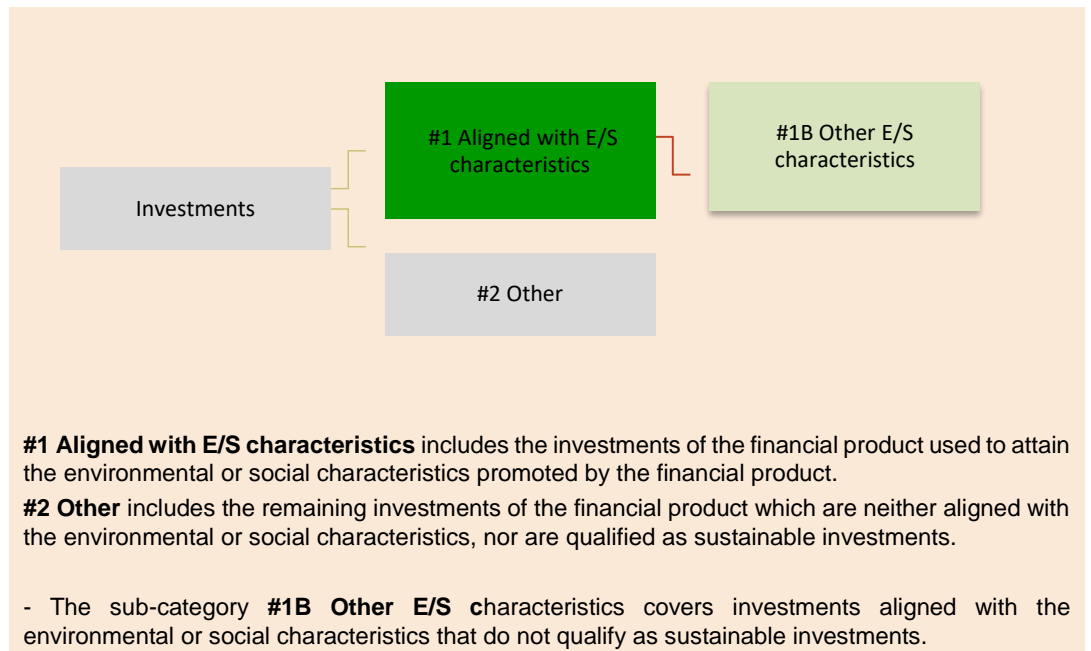 #1 Aligned with E/S
characteristics
#1B Other E/S
characteristics
Investments
#2 Other
#1 Aligned with E/S characteristics includes the investments of the financial product used to attain
the environmental or social characteristics promoted by the financial product.
#2 Other includes the remaining investments of the financial product which are neither aligned with
the environmental or social characteristics, nor are qualified as sustainable investments.
- The sub-category #1B Other E/S characteristics covers investments aligned with the
environmental or social characteristics that do not qualify as sustainable investments.